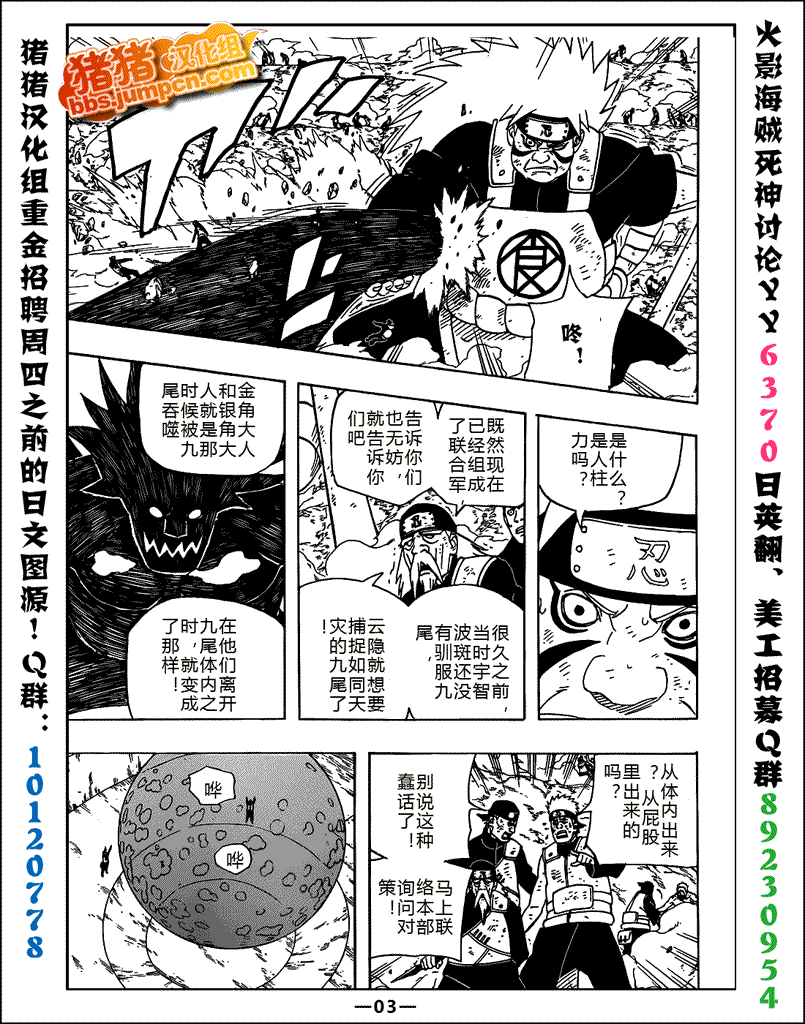 猪猪汉化组
bbs.jumpcn.com
火影海贼死神讨论YY6370日英翻、美工招募Q群89230954
猪猪汉化组重金招聘周四之前的日文图源！Q群：10120778
咚！
食
忍
是什么？
是人柱
力吗？
既然现在
已经组成
了联合军
告诉你们
也无妨，
就告诉你
们吧
很久之前，
当时宇智
波斑还没
有驯服九
尾，
云隐就想要
捕捉如同天
灾的九尾了
！
金角大人
和银角大
人就是那
时候被九
尾吞噬
在他们离开
九尾体内之
时，就变成
了那样！
从体内出来
？从屁股
里出来的
吗？
别说这种
蠢话了！
马上联
络本部
询问对
策！
哗
哗
—03—